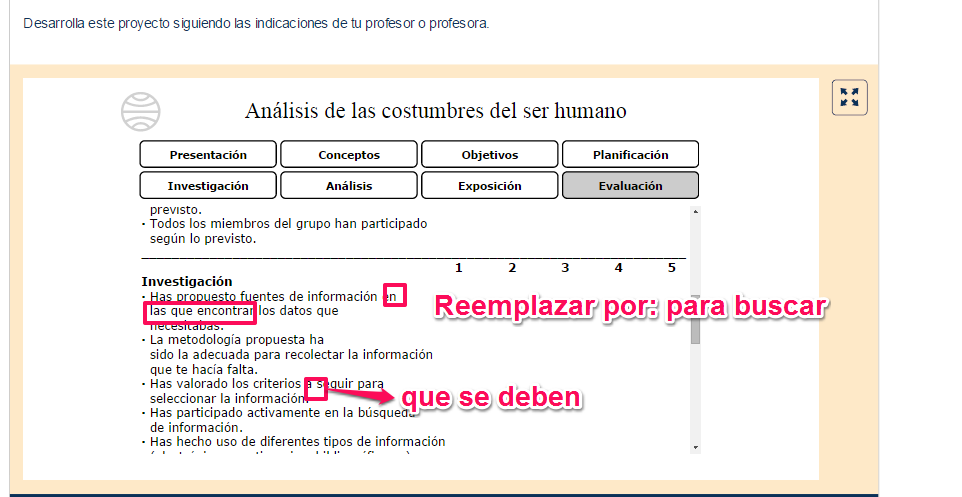 Desarrolla este proyecto siguiendo las indicaciones de tu profesor o profesora.
Análisis de las costumbres del ser humano
Presentación Conceptos Objetivos Planificación
Investigación Análisis Exposición Evaluación
previsto.
· Todos los miembros del grupo han participado
según lo previsto.
1 2 3 4 5
Investigación
· Has propuesto fuentes de información en
las que encontrar los datos que
necesitabas.
Reemplazar por: para buscar
· La metodología propuesta ha
sido la adecuada para recolectar la información
que te hacía falta.
· Has valorado los criterios a seguir para
seleccionar la información.
que se deben
· Has participado activamente en la búsqueda
de información.
· Has hecho uso de diferentes tipos de información